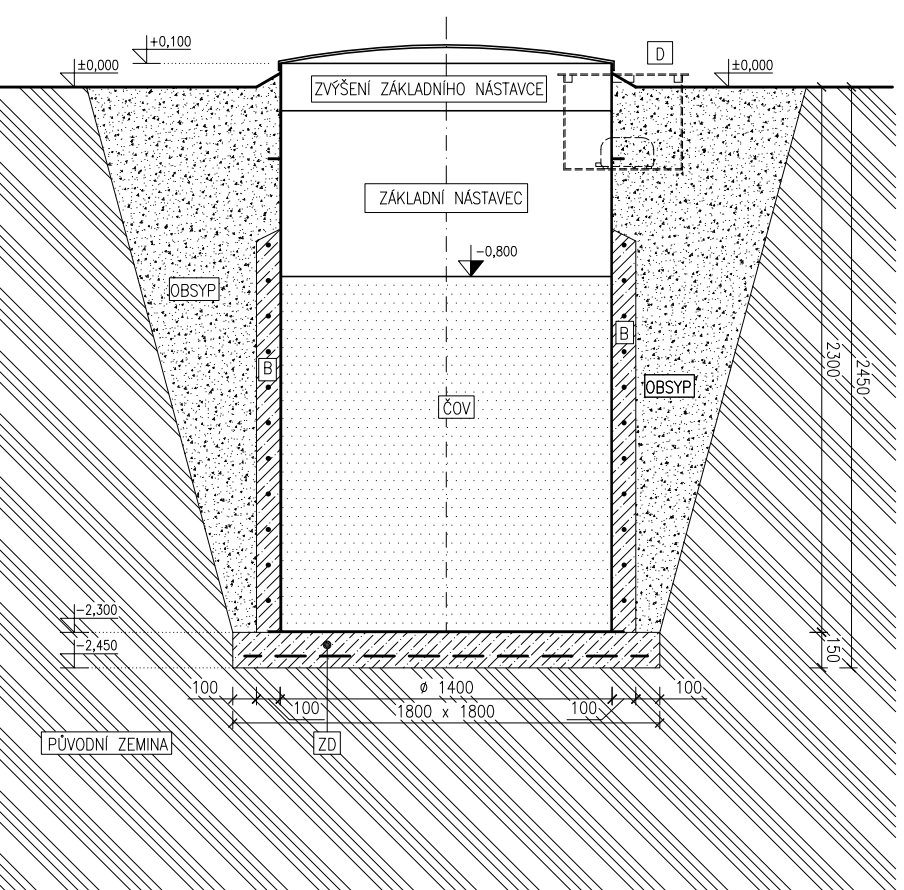 +0,100
D
±0,000
±0,000
ZVÝŠENÍ ZÁKLADNÍHO NÁSTAVCE
ZÁKLADNÍ NÁSTAVEC
-0,800
OBSYP
B
B
2300
2450
OBSYP
ČOV
-2,300
-2,450
150
100
ø 1400
100
100
100
1800 x 1800
PŮVODNÍ ZEMINA
ZD